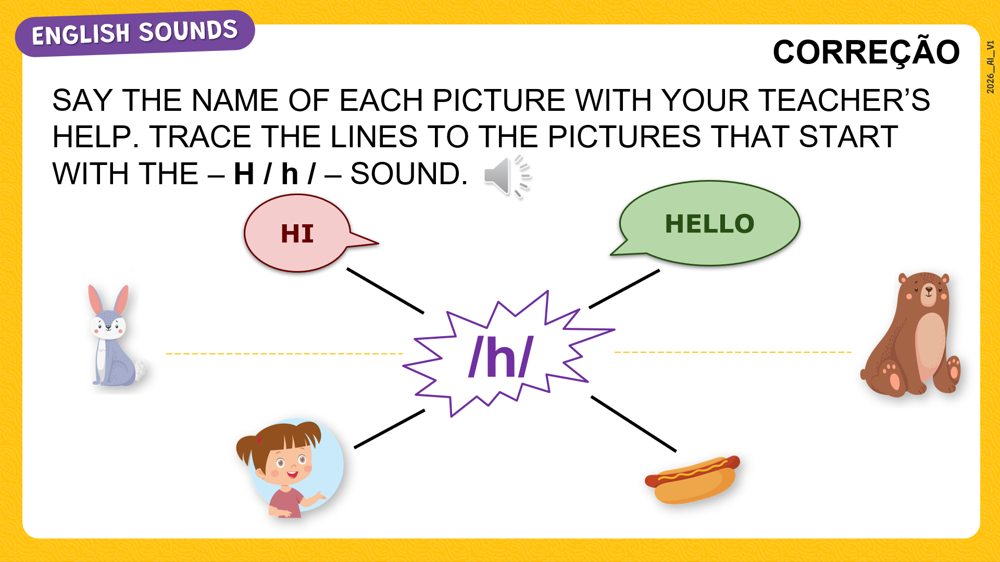 ENGLISH SOUNDS
CORREÇÃO
2026_AI_V1
SAY THE NAME OF EACH PICTURE WITH YOUR TEACHER’S
HELP. TRACE THE LINES TO THE PICTURES THAT START
WITH THE – H / h / – SOUND.
HI
HELLO
/h/